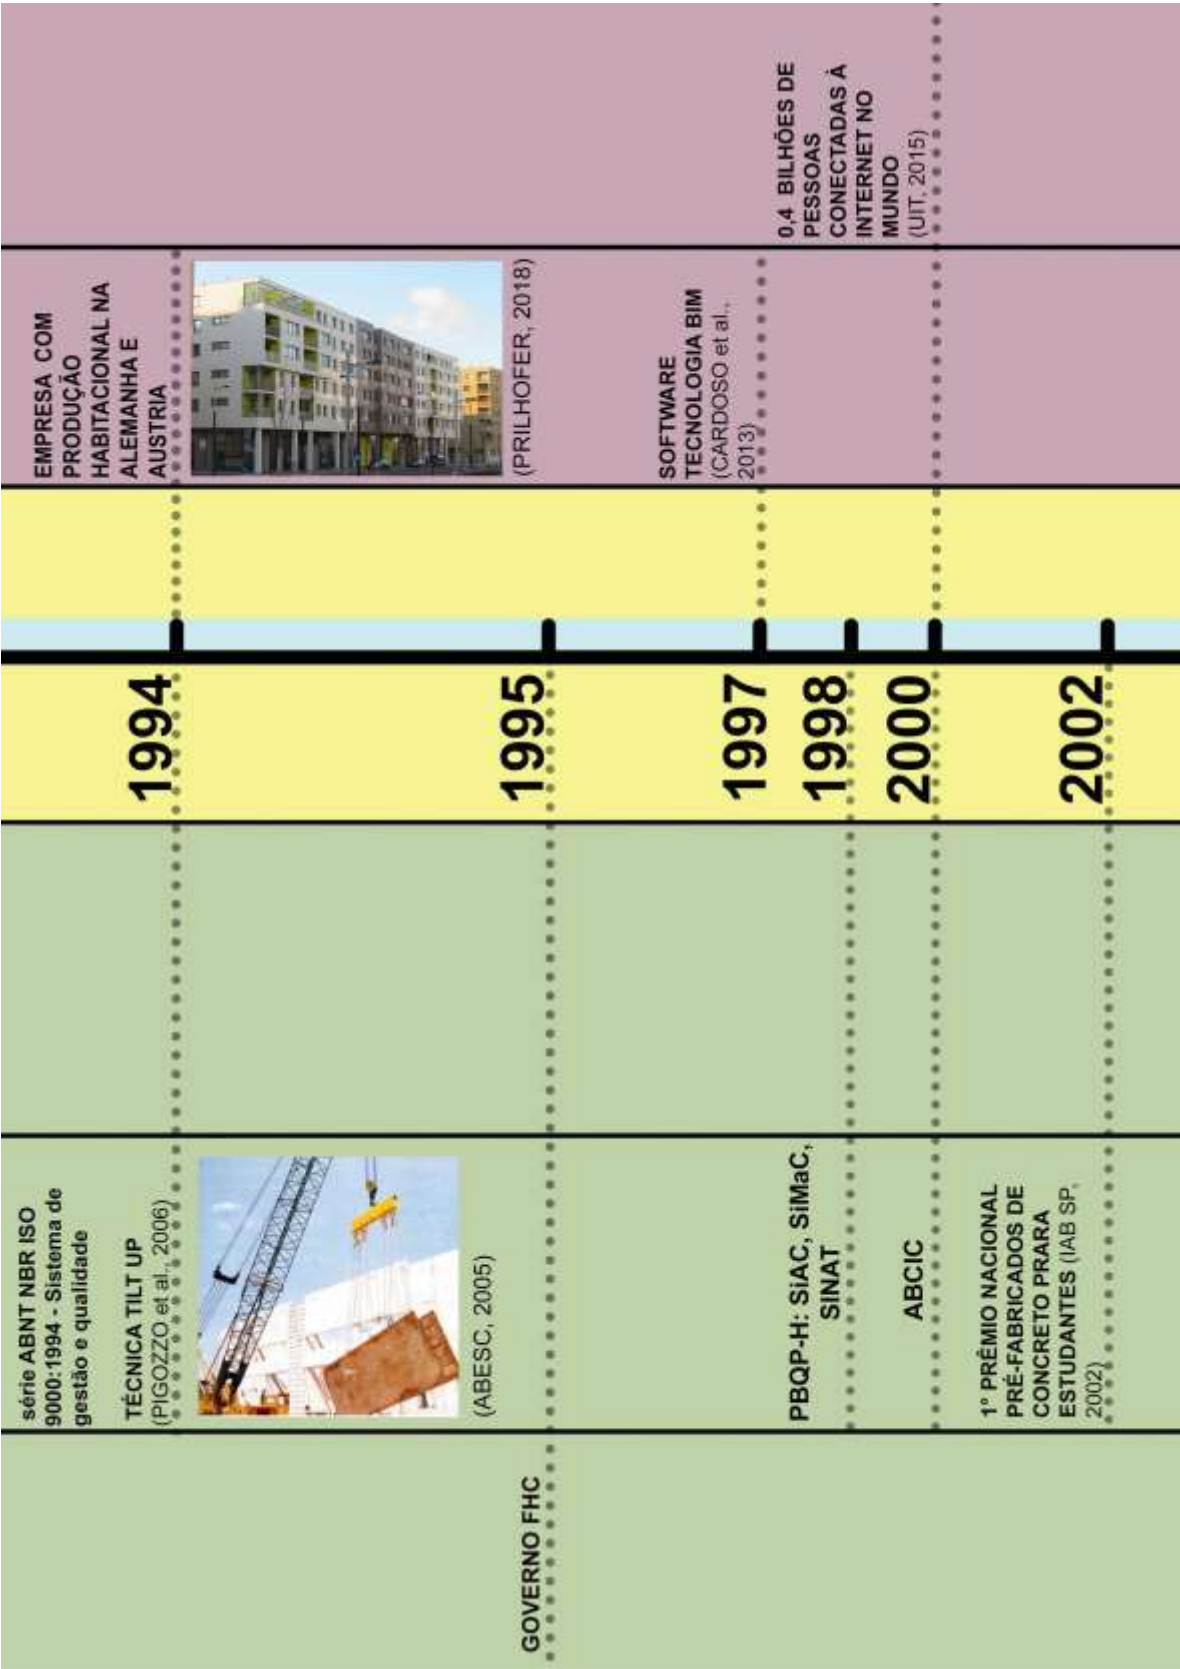 EMPRESA COM
PRODUÇÃO
HABITACIONAL NA
ALEMANHA E
AUSTRIA
(PRILHOFER, 2018)
SOFTWARE
TECNOLOGIA BIM
(CARDOSO et al.,
2013)
0,4 BILHÕES DE
PESSOAS
CONECTADAS À
INTERNET NO
MUNDO
(UIT, 2015)
1994
1995
1997
1998
2000
2002
série ABNT NBR ISO
9000:1994 - Sistema de
gestão e qualidade
TÉCNICA TILT UP
(PIGOZZO et al., 2006)
(ABESC, 2005)
PBQP-H: SiAC, SiMaC,
SINAT
ABCIC
1º PRÊMIO NACIONAL
PRÉ-FABRICADOS DE
CONCRETO PRARA
ESTUDANTES (IAB SP,
2002)
GOVERNO FHC